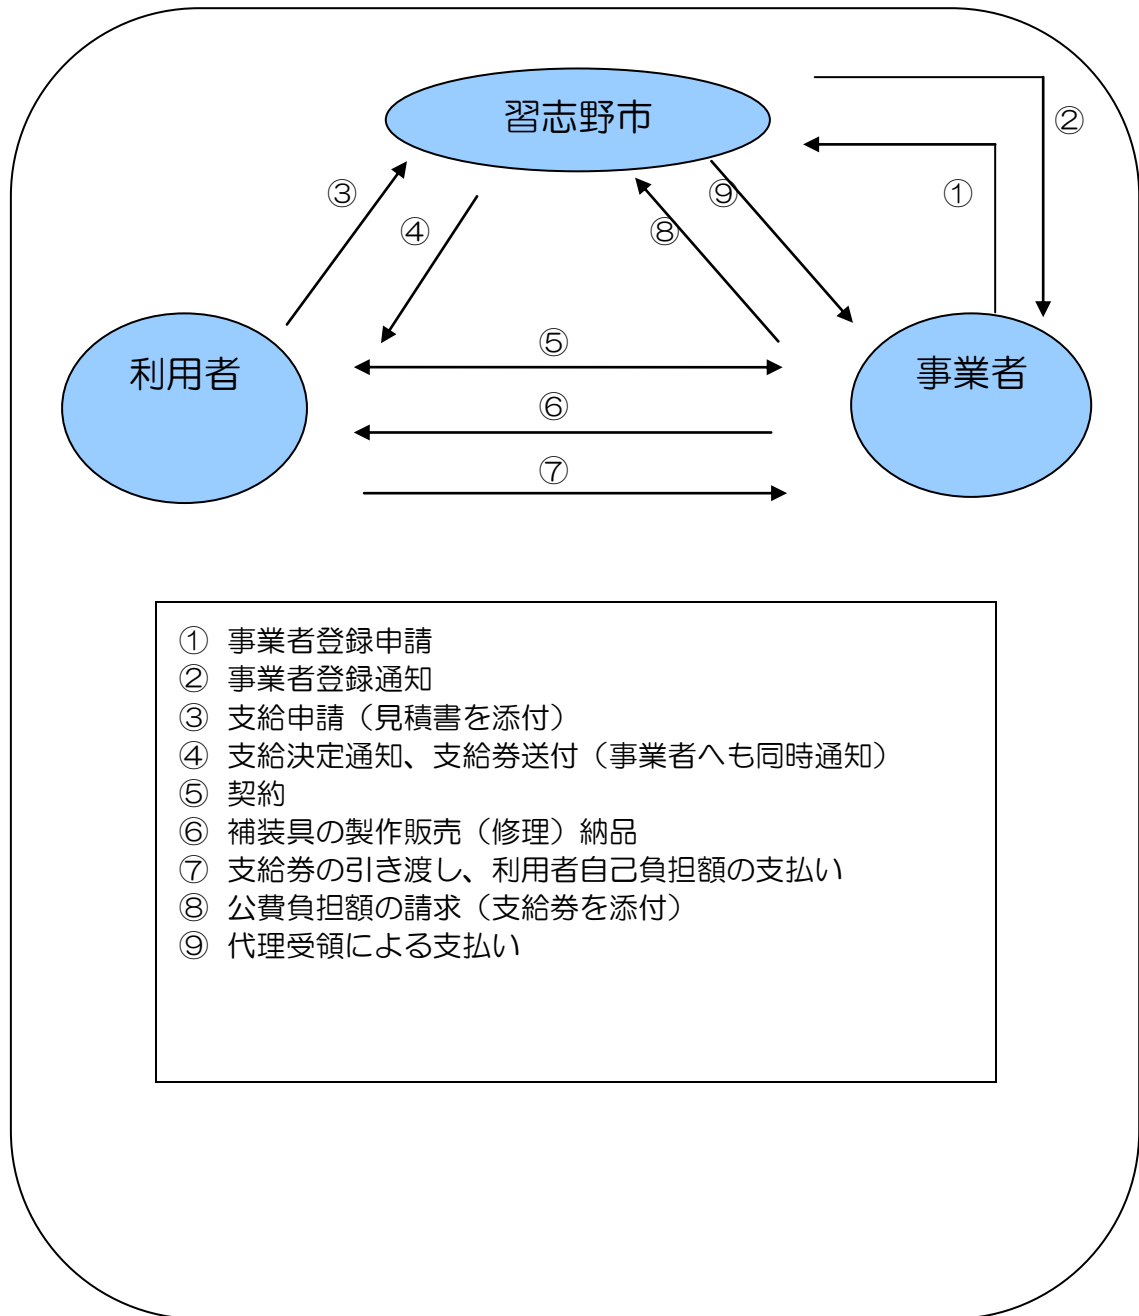 習志野市
②
①
③
⑨
④
⑧
⑤
利用者
事業者
⑥
⑦
① 事業者登録申請
② 事業者登録通知
③ 支給申請（見積書を添付）
④ 支給決定通知、支給券送付（事業者へも同時通知）
⑤ 契約
⑥ 補装具の製作販売（修理）納品
⑦ 支給券の引き渡し、利用者自己負担額の支払い
⑧ 公費負担額の請求（支給券を添付）
⑨ 代理受領による支払い